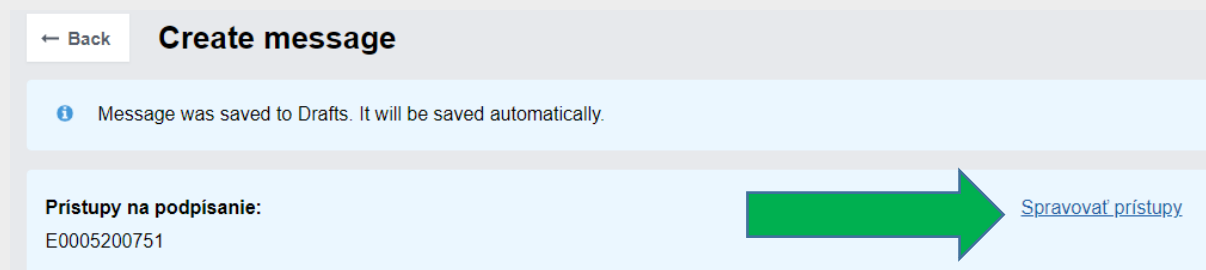 ← Back
Create message
Message was saved to Drafts. It will be saved automatically.
Prístupy na podpísanie:
Spravovať prístupy
E0005200751